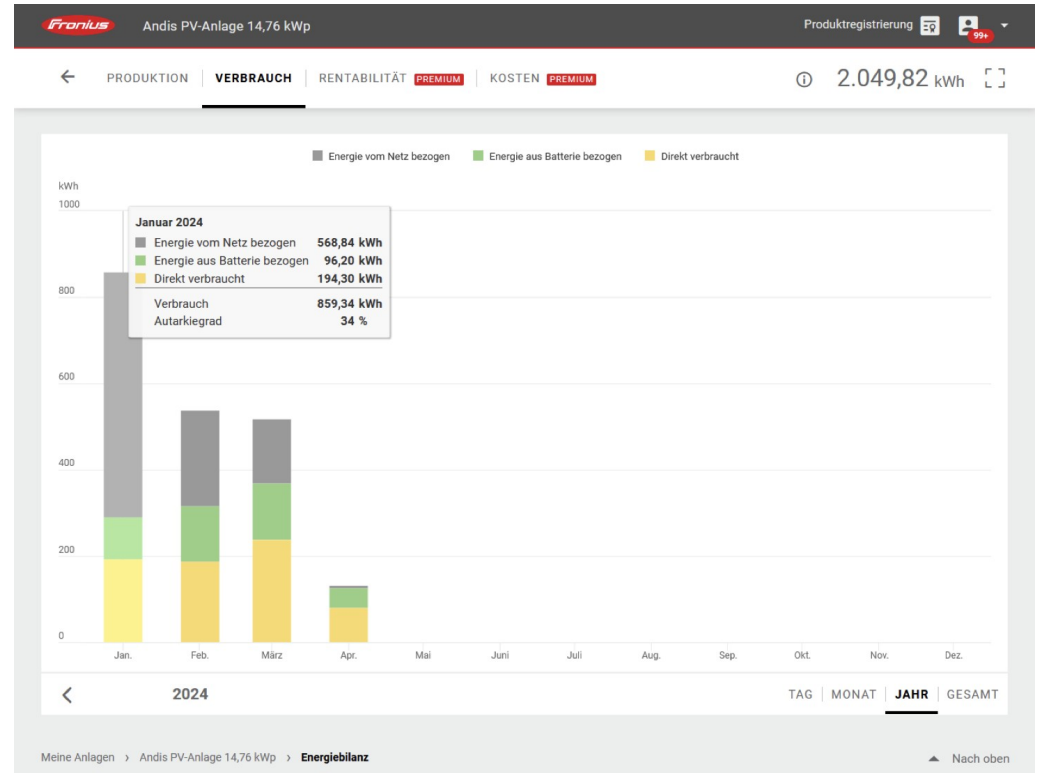 Fronius Andis PV-Anlage 14,76 kWp Produktregistrierung 99+
PRODUKTION VERBRAUCH RENTABILITÄT PREMIUM KOSTEN PREMIUM 2.049,82 kWh
Energie vom Netz bezogen Energie aus Batterie bezogen Direkt verbraucht
kWh
1000
Januar 2024
Energie vom Netz bezogen 568,84 kWh
Energie aus Batterie bezogen 96,20 kWh
Direkt verbraucht 194,30 kWh
Verbrauch 859,34 kWh
Autarkiegrad 34 %
800
600
400
200
0
Jan. Feb. März Apr. Mai Juni Juli Aug. Sep. Okt. Nov. Dez.
2024 TAG MONAT JAHR GESAMT
Meine Anlagen › Andis PV-Anlage 14,76 kWp › Energiebilanz Nach oben